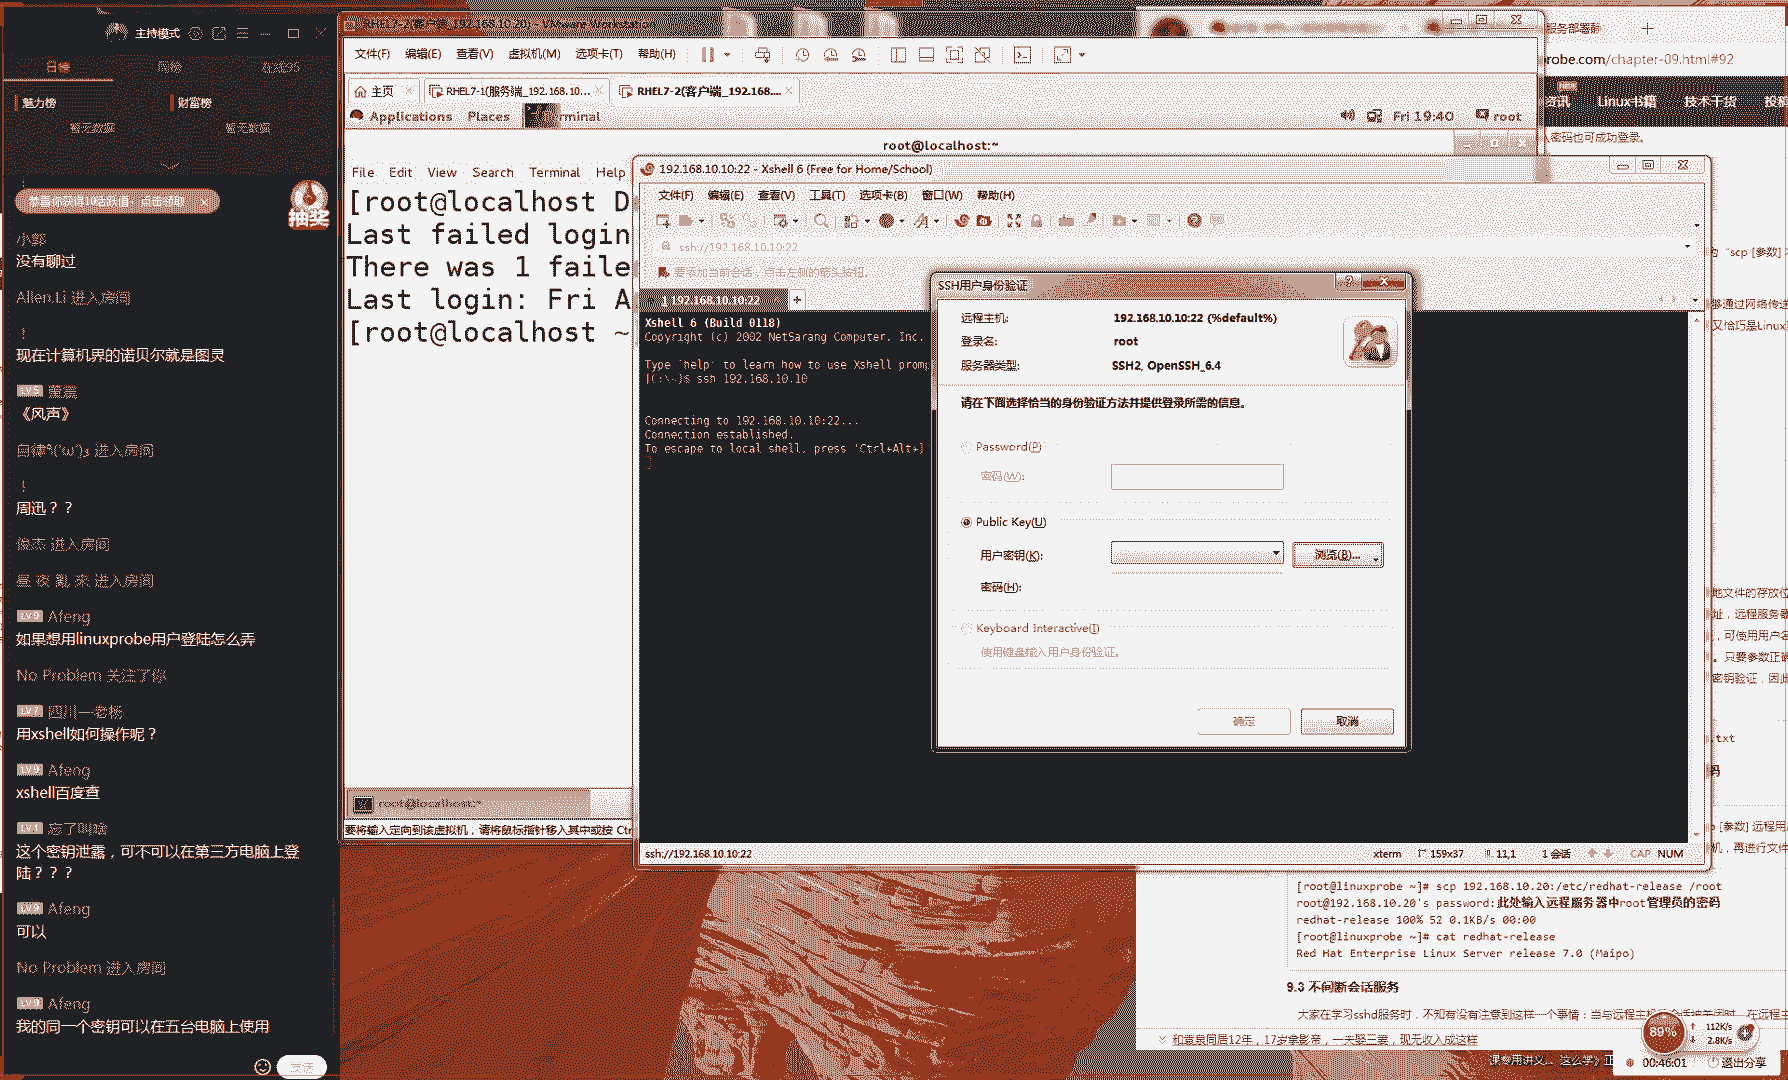 主持模式
日榜
周榜
在线95
魅力榜
财富榜
暂无数据
暂无数据
恭喜你获得10活跃值，点击领取
抽奖
小郭
没有聊过
Allen.Li 进入房间
!
现在计算机界的诺贝尔就是图灵
LV5 董震
《风声》
进入房间
!
周迅？？
俊杰 进入房间
昼 夜 亂 來 进入房间
LV9 Afeng
如果想用linuxprobe用户登陆怎么弄
No Problem 关注了你
LV7 四川一老杨
用xshell如何操作呢？
LV9 Afeng
xshell百度查
LV1 忘了叫啥
这个密钥泄露，可不可以在第三方电脑上登
陆？？？
LV9 Afeng
可以
No Problem 进入房间
LV9 Afeng
我的同一个密钥可以在五台电脑上使用
发送
RHEL7-2(客户端_192.168.10.20) - VMware Workstation
文件(F) 编辑(E) 查看(V) 虚拟机(M) 选项卡(T) 帮助(H)
主页
RHEL7-1(服务端_192.168.10...
RHEL7-2(客户端_192.168....
Applications Places Terminal
Fri 19:40 root
root@localhost:~
File Edit View Search Terminal Help
[root@localhost D
Last failed login
There was 1 faile
Last login: Fri A
[root@localhost ~
root@localhost:~
要将输入定向到该虚拟机，请将鼠标指针移入其中或按 Ctr
192.168.10.10:22 - Xshell 6 (Free for Home/School)
文件(F) 编辑(E) 查看(V) 工具(T) 选项卡(B) 窗口(W) 帮助(H)
ssh://192.168.10.10:22
要添加当前会话，点击左侧的箭头按钮。
1 192.168.10.10:22
Xshell 6 (Build 0118)
Copyright (c) 2002 NetSarang Computer, Inc.
Type `help' to learn how to use Xshell promp
[C:\~]$ ssh 192.168.10.10
Connecting to 192.168.10.10:22...
Connection established.
To escape to local shell, press 'Ctrl+Alt+]
SSH用户身份验证
远程主机: 192.168.10.10:22 (%default%)
登录名: root
服务器类型: SSH2, OpenSSH_6.4
请在下面选择恰当的身份验证方法并提供登录所需的信息。
Password(P)
密码(W):
Public Key(U)
用户密钥(K):
浏览(B)...
密码(H):
Keyboard Interactive(I)
使用键盘输入用户身份验证。
确定
取消
ssh://192.168.10.10:22
xterm 159x37 11,1 1 会话 CAP NUM
服务部署静
robe.com/chapter-09.html#92
资讯 Linux书籍 技术干货 投稿
密码也可成功登录。
的 “scp [参数]
够通过网络传送
又恰巧是Linux
地文件的存放位
址，远程服务器
，可使用用户名
。只要参数正确
密钥验证，因此
.txt
码
[参数] 远程用
机，再进行文件
[root@linuxprobe ~]# scp 192.168.10.20:/etc/redhat-release /root
root@192.168.10.20's password:此处输入远程服务器中root管理员的密码
redhat-release 100% 52 0.1KB/s 00:00
[root@linuxprobe ~]# cat redhat-release
Red Hat Enterprise Linux Server release 7.0 (Maipo)
9.3 不间断会话服务
大家在学习sshd服务时，不知有没有注意到这样一个事情：当与远程主机的会话被关闭时，在远程主
和袁泉同居12年，17岁拿影帝，一天娶三妻，现无收入成这样
89%
112K/s
2.8K/s
00:46:01
退出分享